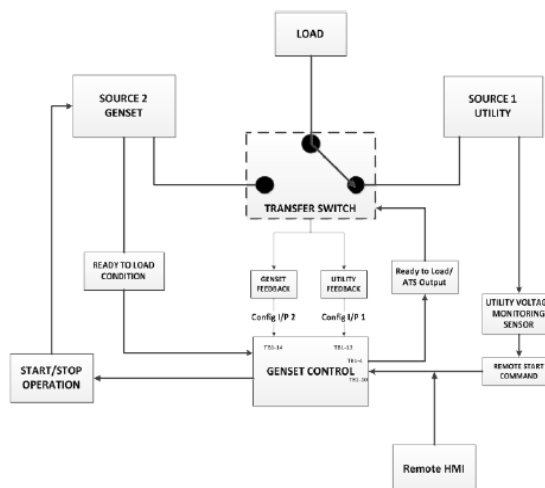 LOAD
SOURCE 2
GENSET
SOURCE 1
UTILITY
TRANSFER SWITCH
READY TO LOAD
CONDITION
GENSET
FEEDBACK
UTILITY
FEEDBACK
Ready to Load/
ATS Output
UTILITY VOLTAGE
MONITORING
SENSOR
Config I/P 2
Config I/P 1
TB1-14
TB1-13
TB1-4
TB1-10
GENSET CONTROL
START/STOP
OPERATION
REMOTE START
COMMAND
Remote HMI